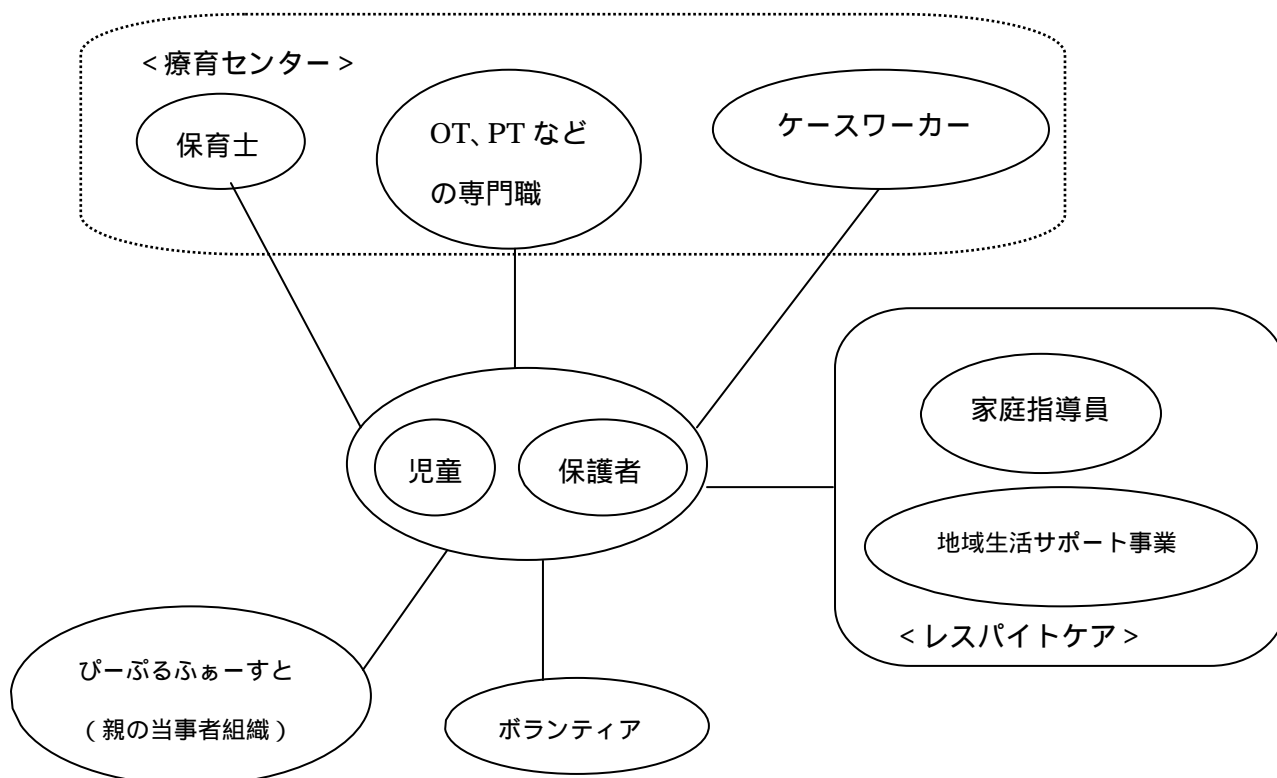 <療育センター>
保育士
OT、PT など
の専門職
ケースワーカー
児童
保護者
家庭指導員
地域生活サポート事業
<レスパイトケア>
ぴーぷるふぁーすと
(親の当事者組織)
ボランティア